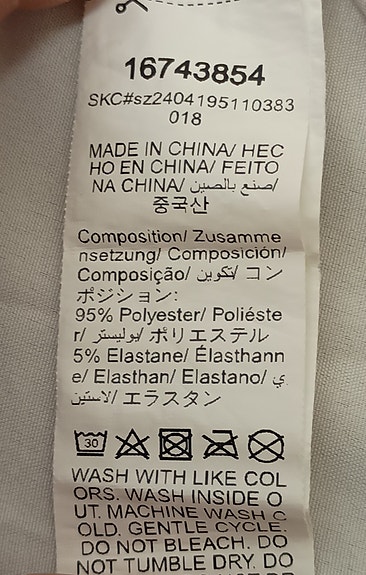 16743854
SKC#sz2404195110383
018
MADE IN CHINA/ HEC
HO EN CHINA/ FEITO
NA CHINA/ صنع بالصين/
중국산
Composition/ Zusamme
nsetzung/ Composición/
Composição/ تكوين/ コン
ポジション:
95% Polyester/ Poliéste
r/ بوليستر/ ポリエステル
5% Elastane/ Élasthann
e/ Elasthan/ Elastano/ ي
لاستين/ エラスタン
30
WASH WITH LIKE COL
ORS. WASH INSIDE O
UT. MACHINE WASH C
OLD. GENTLE CYCLE.
DO NOT BLEACH. DO
NOT TUMBLE DRY. DO